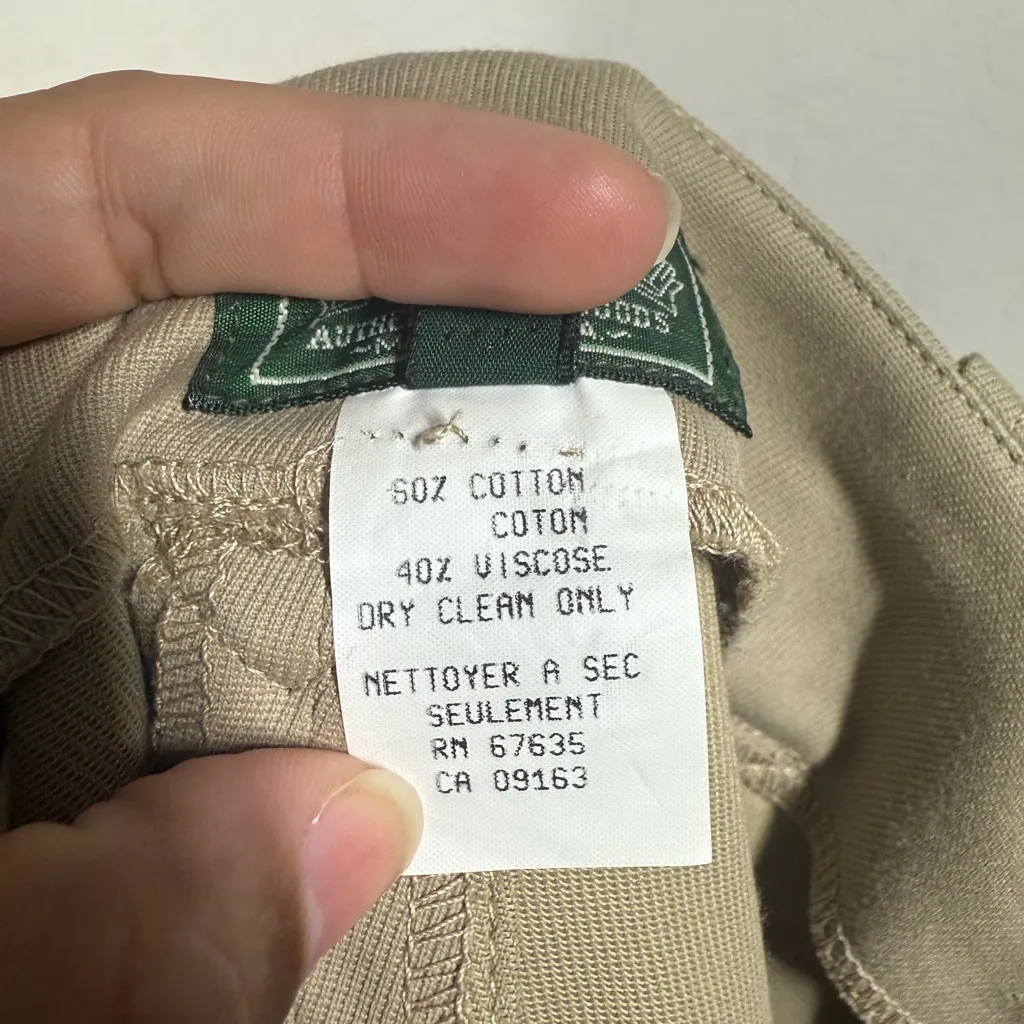 60% COTTON
COTON
40% VISCOSE
DRY CLEAN ONLY
NETTOYER A SEC
SEULEMENT
RN 67635
CA 09163